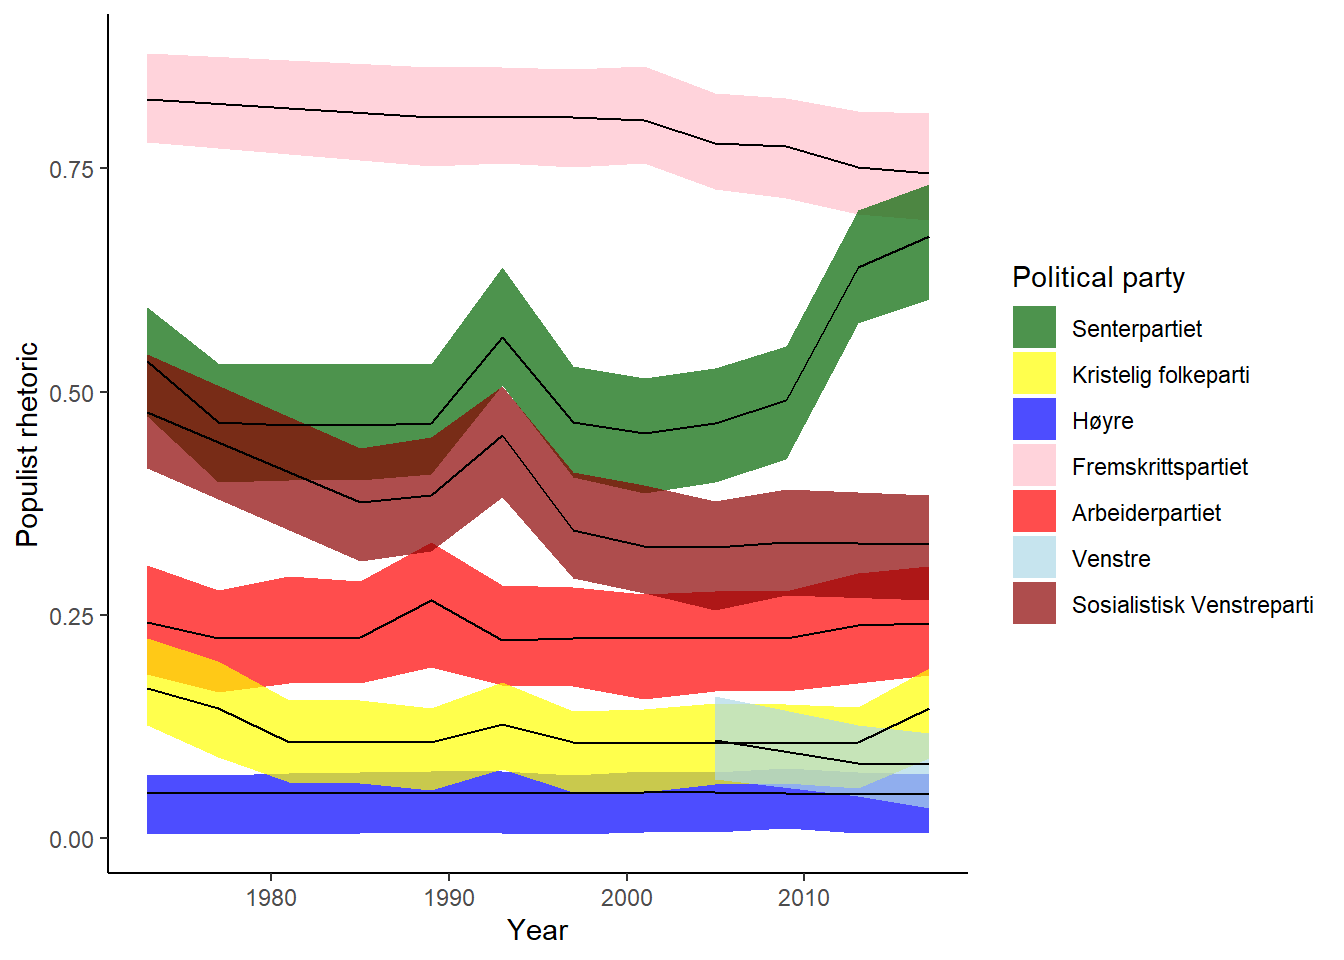 Populist rhetoric
0.75
0.50
0.25
0.00
1980 1990 2000 2010
Year
Political party
Senterpartiet
Kristelig folkeparti
Høyre
Fremskrittspartiet
Arbeiderpartiet
Venstre
Sosialistisk Venstreparti